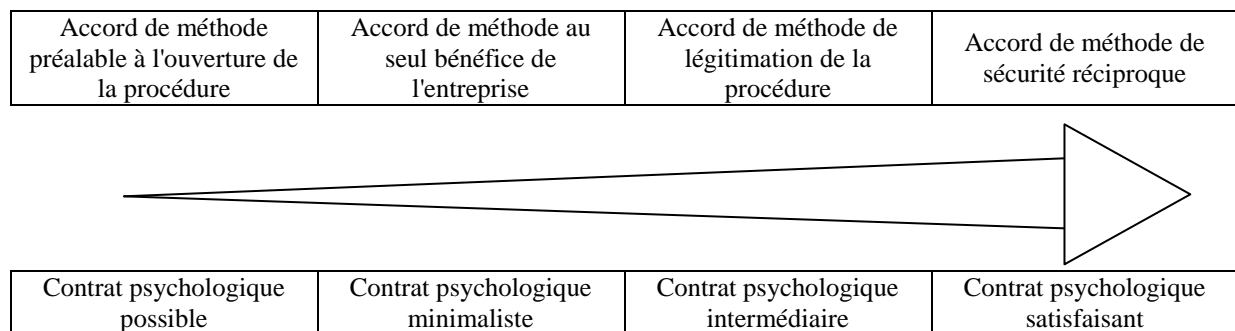 Accord de méthode
préalable à l'ouverture de
la procédure
Accord de méthode au
seul bénéfice de
l'entreprise
Accord de méthode de
légitimation de la
procédure
Accord de méthode de
sécurité réciproque
Contrat psychologique
possible
Contrat psychologique
minimaliste
Contrat psychologique
intermédiaire
Contrat psychologique
satisfaisant